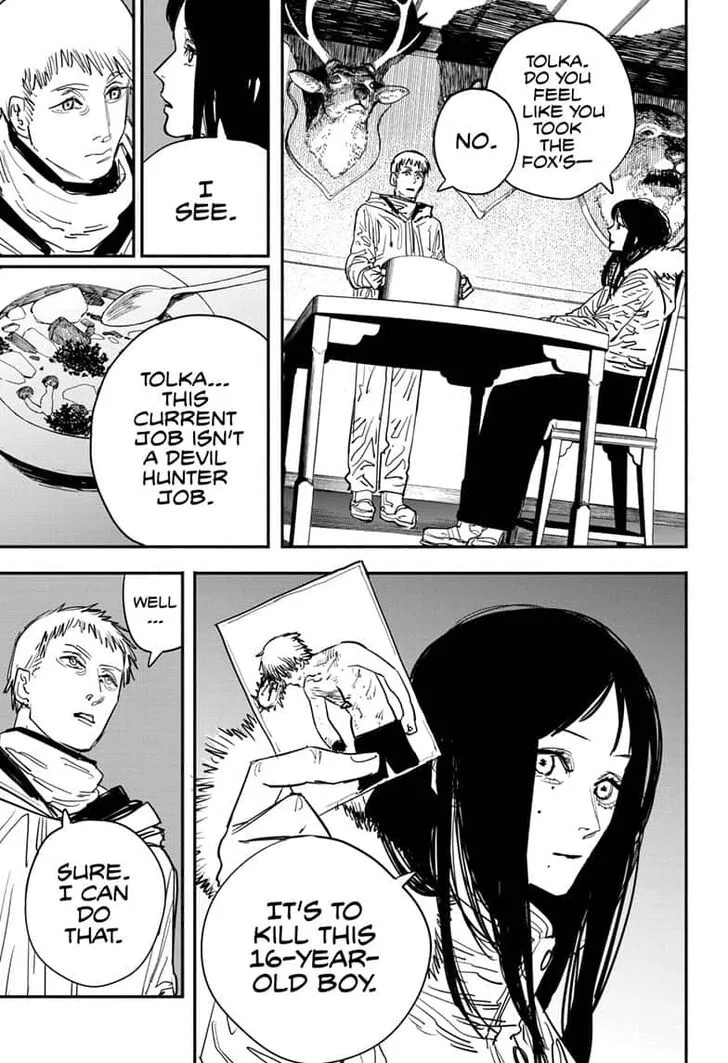 TOLKA.
DO YOU
FEEL
LIKE YOU
TOOK
THE
FOX'S—
NO.
I
SEE.
TOLKA...
THIS
CURRENT
JOB ISN'T
A DEVIL
HUNTER
JOB.
IT'S TO
KILL THIS
16-YEAR-
OLD BOY.
WELL
...
SURE.
I CAN
DO
THAT.